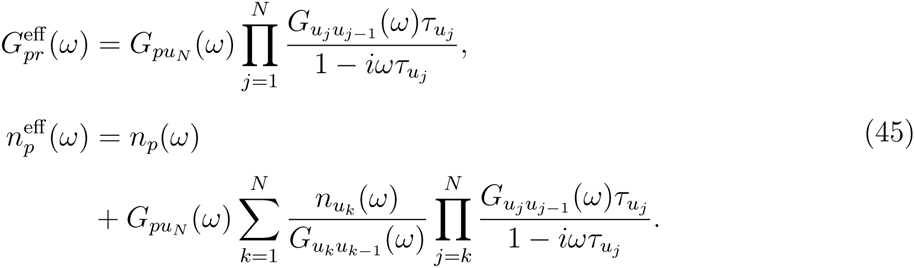 G_{pr}^{\text{eff}}(\omega) = G_{pu_N}(\omega) \prod_{j=1}^{N} \frac{G_{u_j u_{j-1}}(\omega) \tau_{u_j}}{1 - i\omega\tau_{u_j}},
n_p^{\text{eff}}(\omega) = n_p(\omega) (45)
+ G_{pu_N}(\omega) \sum_{k=1}^{N} \frac{n_{u_k}(\omega)}{G_{u_k u_{k-1}}(\omega)} \prod_{j=k}^{N} \frac{G_{u_j u_{j-1}}(\omega) \tau_{u_j}}{1 - i\omega\tau_{u_j}}.